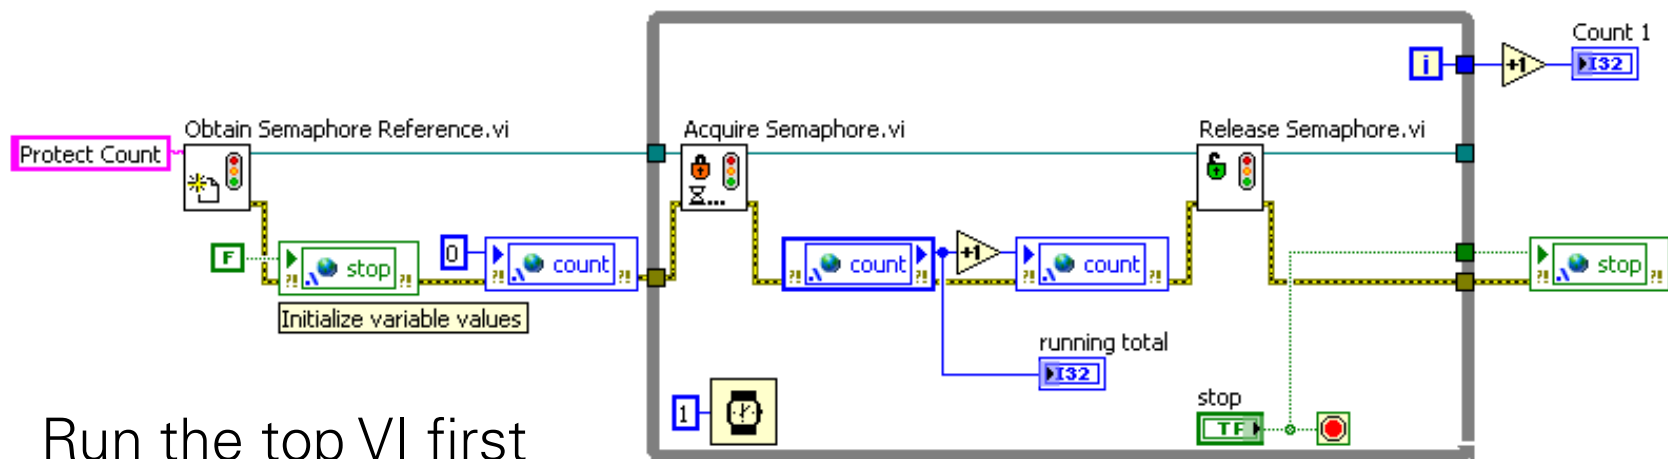 Count 1
i
+1
I32
Obtain Semaphore Reference.vi
Acquire Semaphore.vi
Release Semaphore.vi
Protect Count
F
stop
?!
?!
0
count
?!
?!
count
+1
count
?!
stop
?!
?!
Initialize variable values
running total
I32
1
stop
TF
Run the top VI first